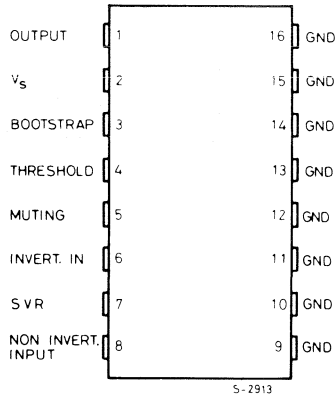 OUTPUT 1 16 GND
Vs 2 15 GND
BOOTSTRAP 3 14 GND
THRESHOLD 4 13 GND
MUTING 5 12 GND
INVERT. IN 6 11 GND
SVR 7 10 GND
NON INVERT. INPUT 8 9 GND
S-2913